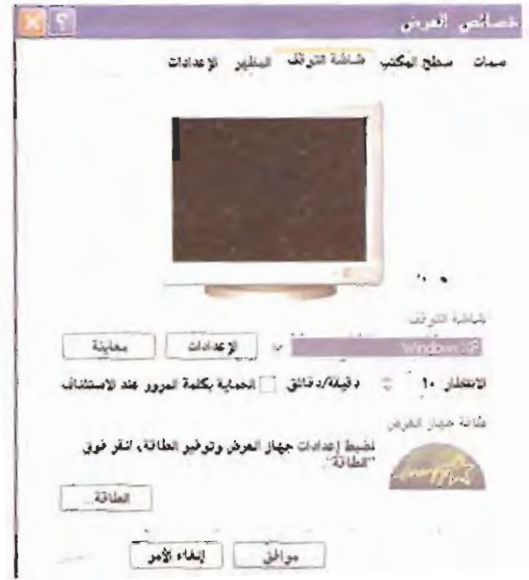 خصائص العرض
سمات سطح المكتب شاشة التوقف المظهر الإعدادات
شاشة التوقف
Windows الإعدادات معاينة
الانتظار ١٠ دقيقة/دقائق الحماية بكلمة المرور عند الاستئناف
طاقة جهاز العرض
لضبط إعدادات جهاز العرض وتوفير الطاقة، انقر فوق
"الطاقة".
الطاقة...
موافق إلغاء الأمر